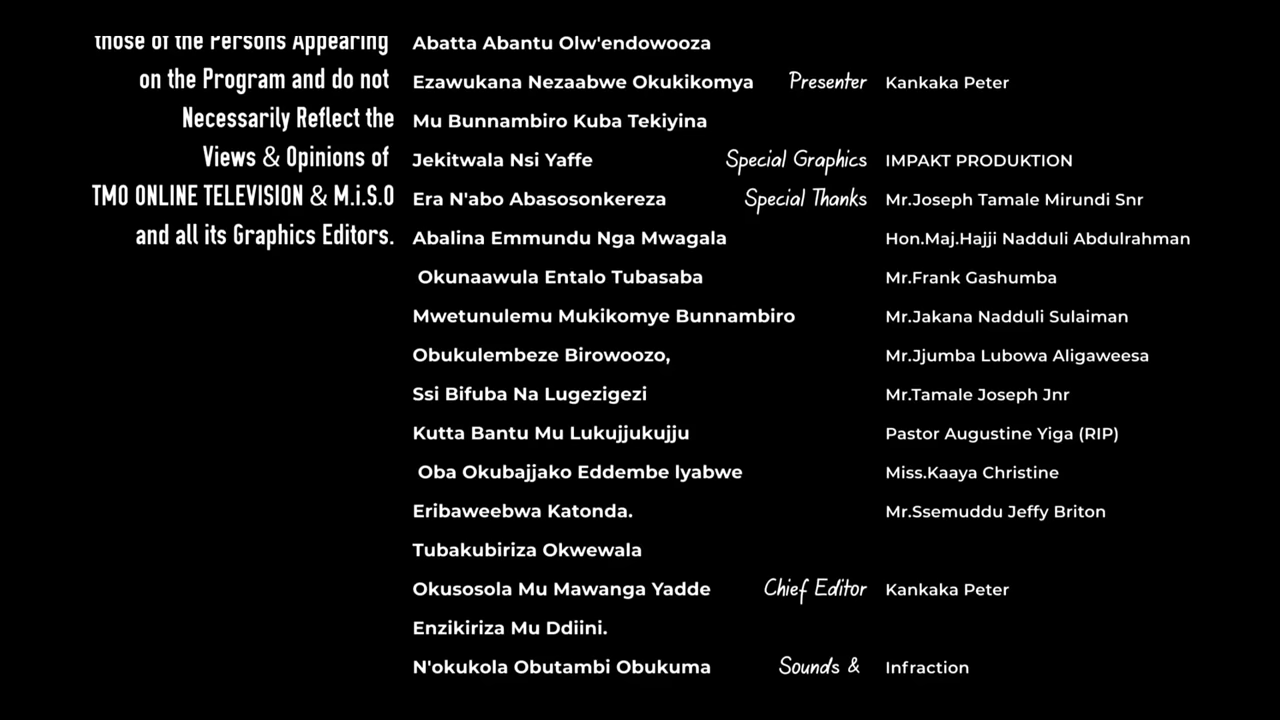 those of the Persons Appearing
on the Program and do not
Necessarily Reflect the
Views & Opinions of
TMO ONLINE TELEVISION & M.i.S.O
and all its Graphics Editors.
Abatta Abantu Olw'endowooza
Ezawukana Nezaabwe Okukikomya
Mu Bunnambiro Kuba Tekiyina
Jekitwala Nsi Yaffe
Era N'abo Abasosonkereza
Abalina Emmundu Nga Mwagala
Okunaawula Entalo Tubasaba
Mwetunulemu Mukikomye Bunnambiro
Obukulembeze Birowoozo,
Ssi Bifuba Na Lugezigezi
Kutta Bantu Mu Lukujjukujju
Oba Okubajjako Eddembe lyabwe
Eribaweebwa Katonda.
Tubakubiriza Okwewala
Okusosola Mu Mawanga Yadde
Enzikiriza Mu Ddiini.
N'okukola Obutambi Obukuma
Presenter Kankaka Peter
Special Graphics IMPAKT PRODUKTION
Special Thanks Mr.Joseph Tamale Mirundi Snr
Hon.Maj.Hajji Nadduli Abdulrahman
Mr.Frank Gashumba
Mr.Jakana Nadduli Sulaiman
Mr.Jjumba Lubowa Aligaweesa
Mr.Tamale Joseph Jnr
Pastor Augustine Yiga (RIP)
Miss.Kaaya Christine
Mr.Ssemuddu Jeffy Briton
Chief Editor Kankaka Peter
Sounds & Infraction